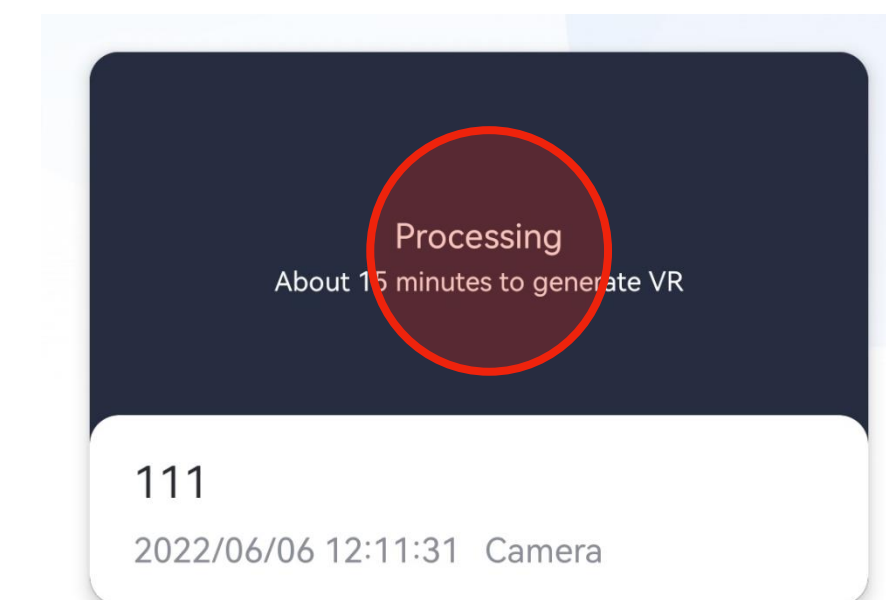 Processing
About 15 minutes to generate VR
111
2022/06/06 12:11:31 Camera